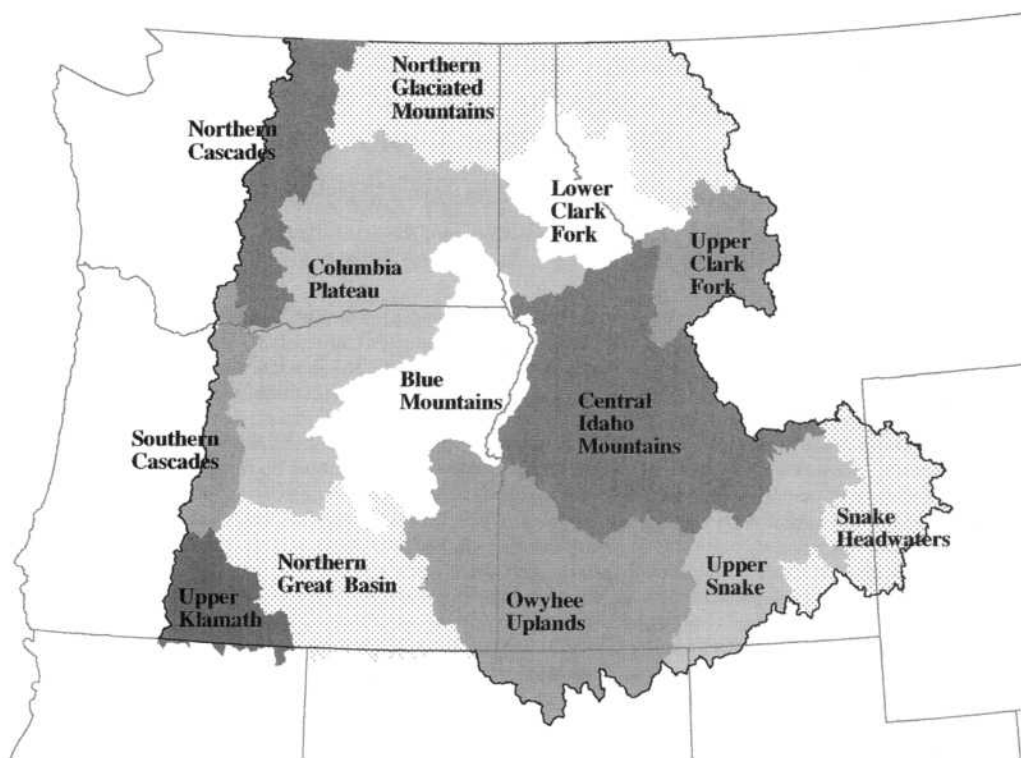 Northern
Glaciated
Mountains
Northern
Cascades
Lower
Clark
Fork
Upper
Clark
Fork
Columbia
Plateau
Blue
Mountains
Central
Idaho
Mountains
Southern
Cascades
Snake
Headwaters
Northern
Great Basin
Upper
Snake
Upper
Klamath
Owyhee
Uplands